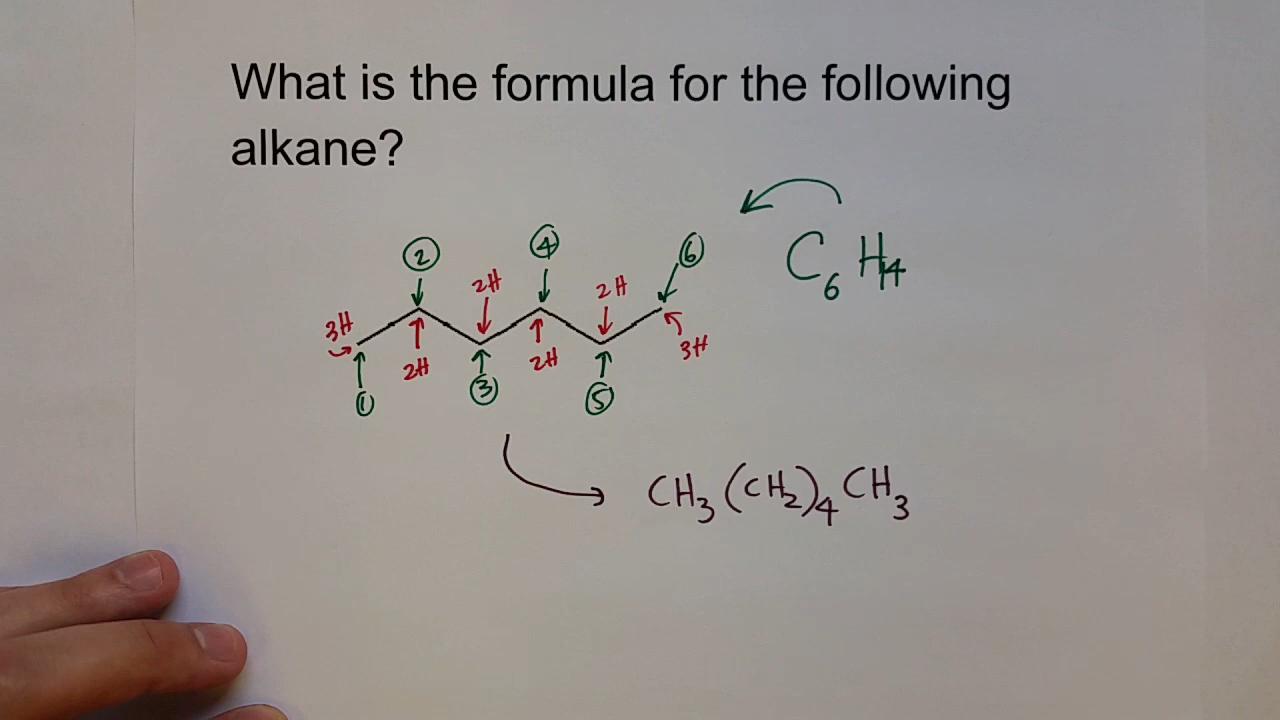 What is the formula for the following
alkane?
② ④ ⑥
C₆H₁₄
2H 2H
3H
2H 2H 3H
① ③ ⑤
CH₃(CH₂)₄CH₃